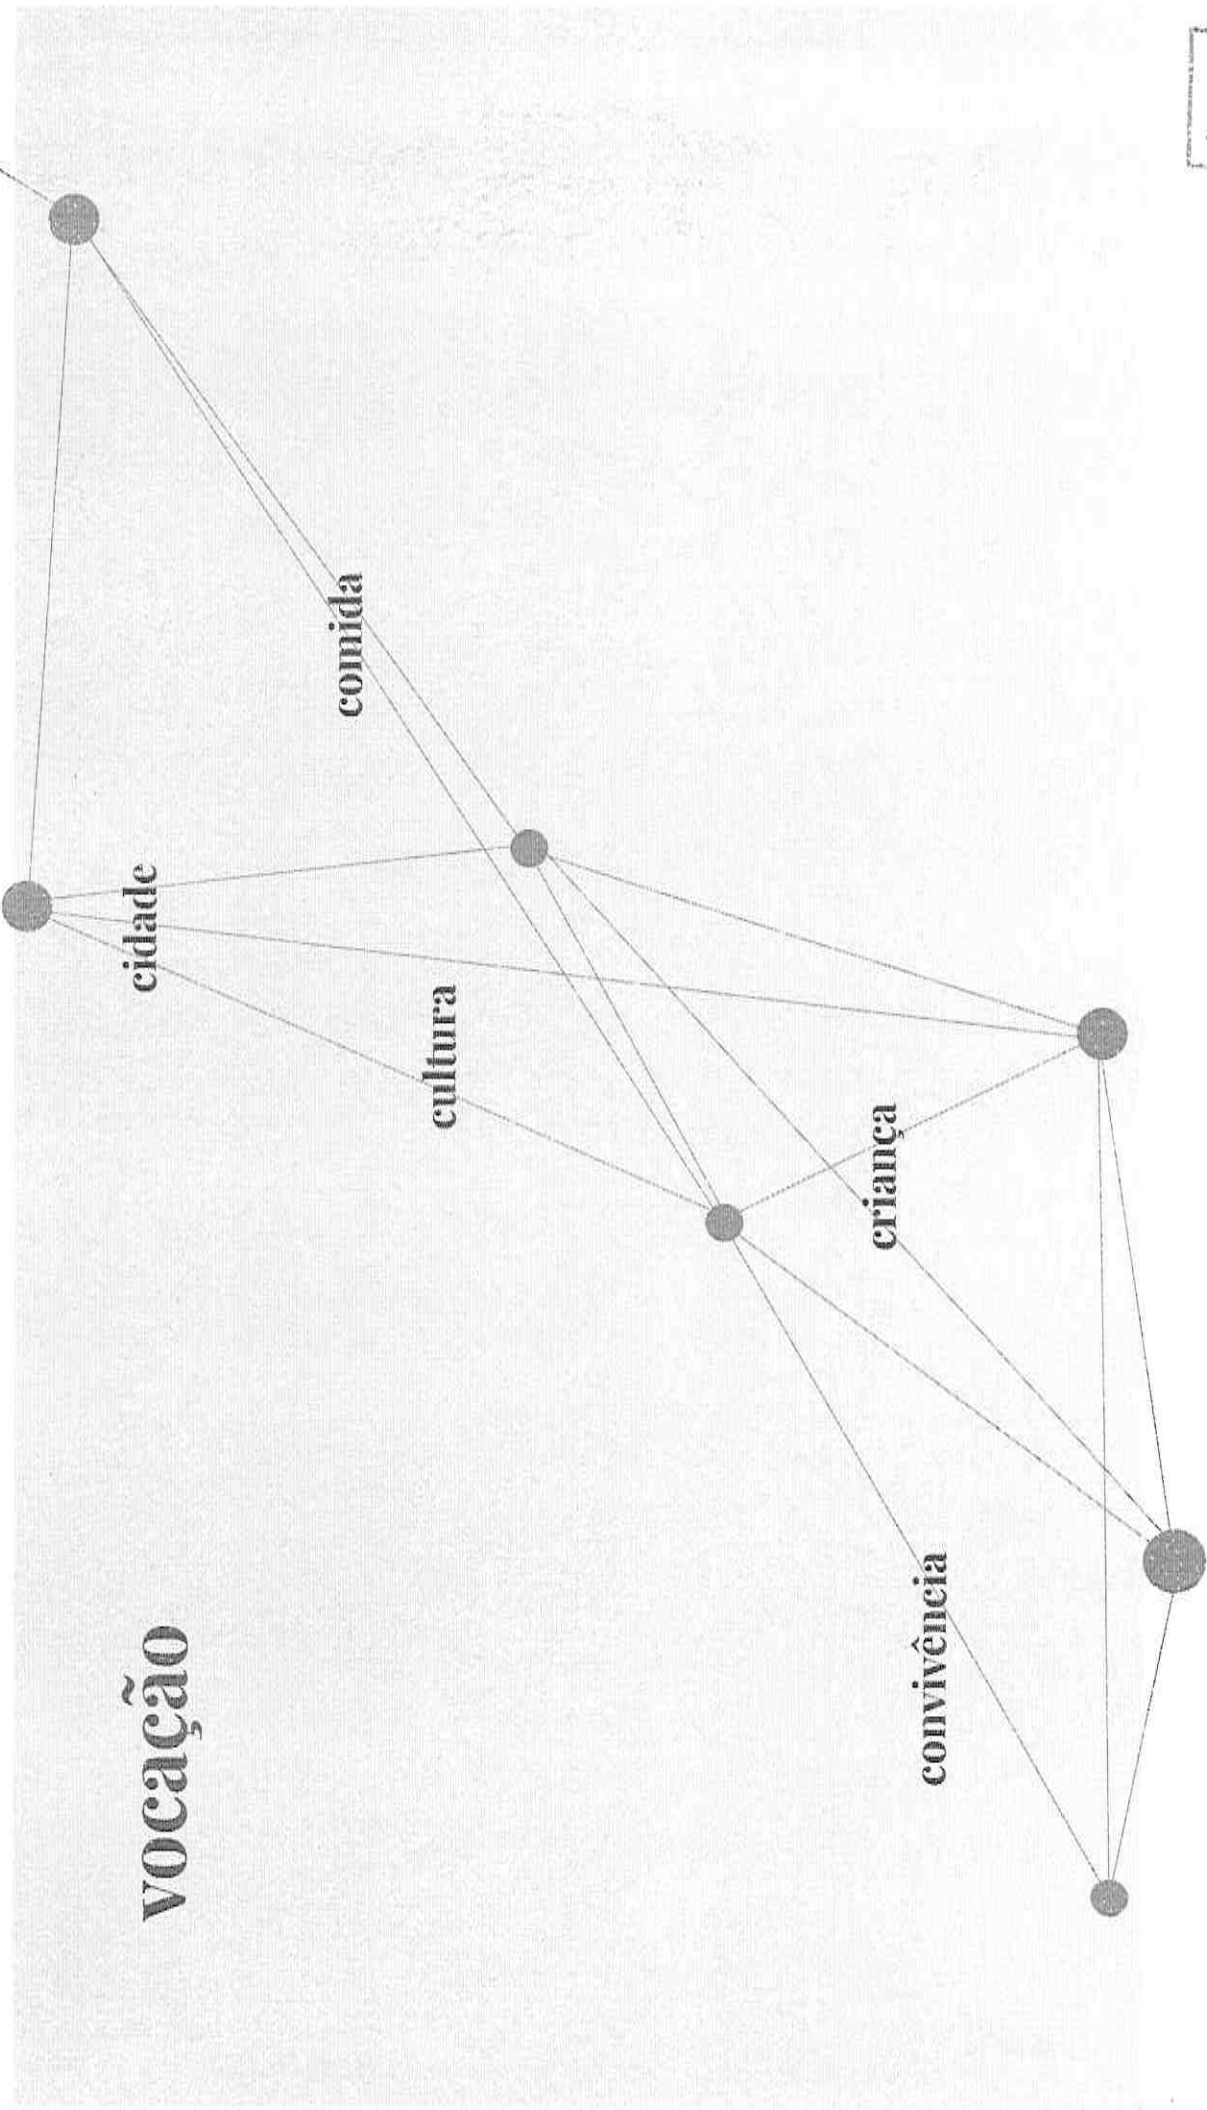 vocação
cidade
comida
cultura
criança
convivência